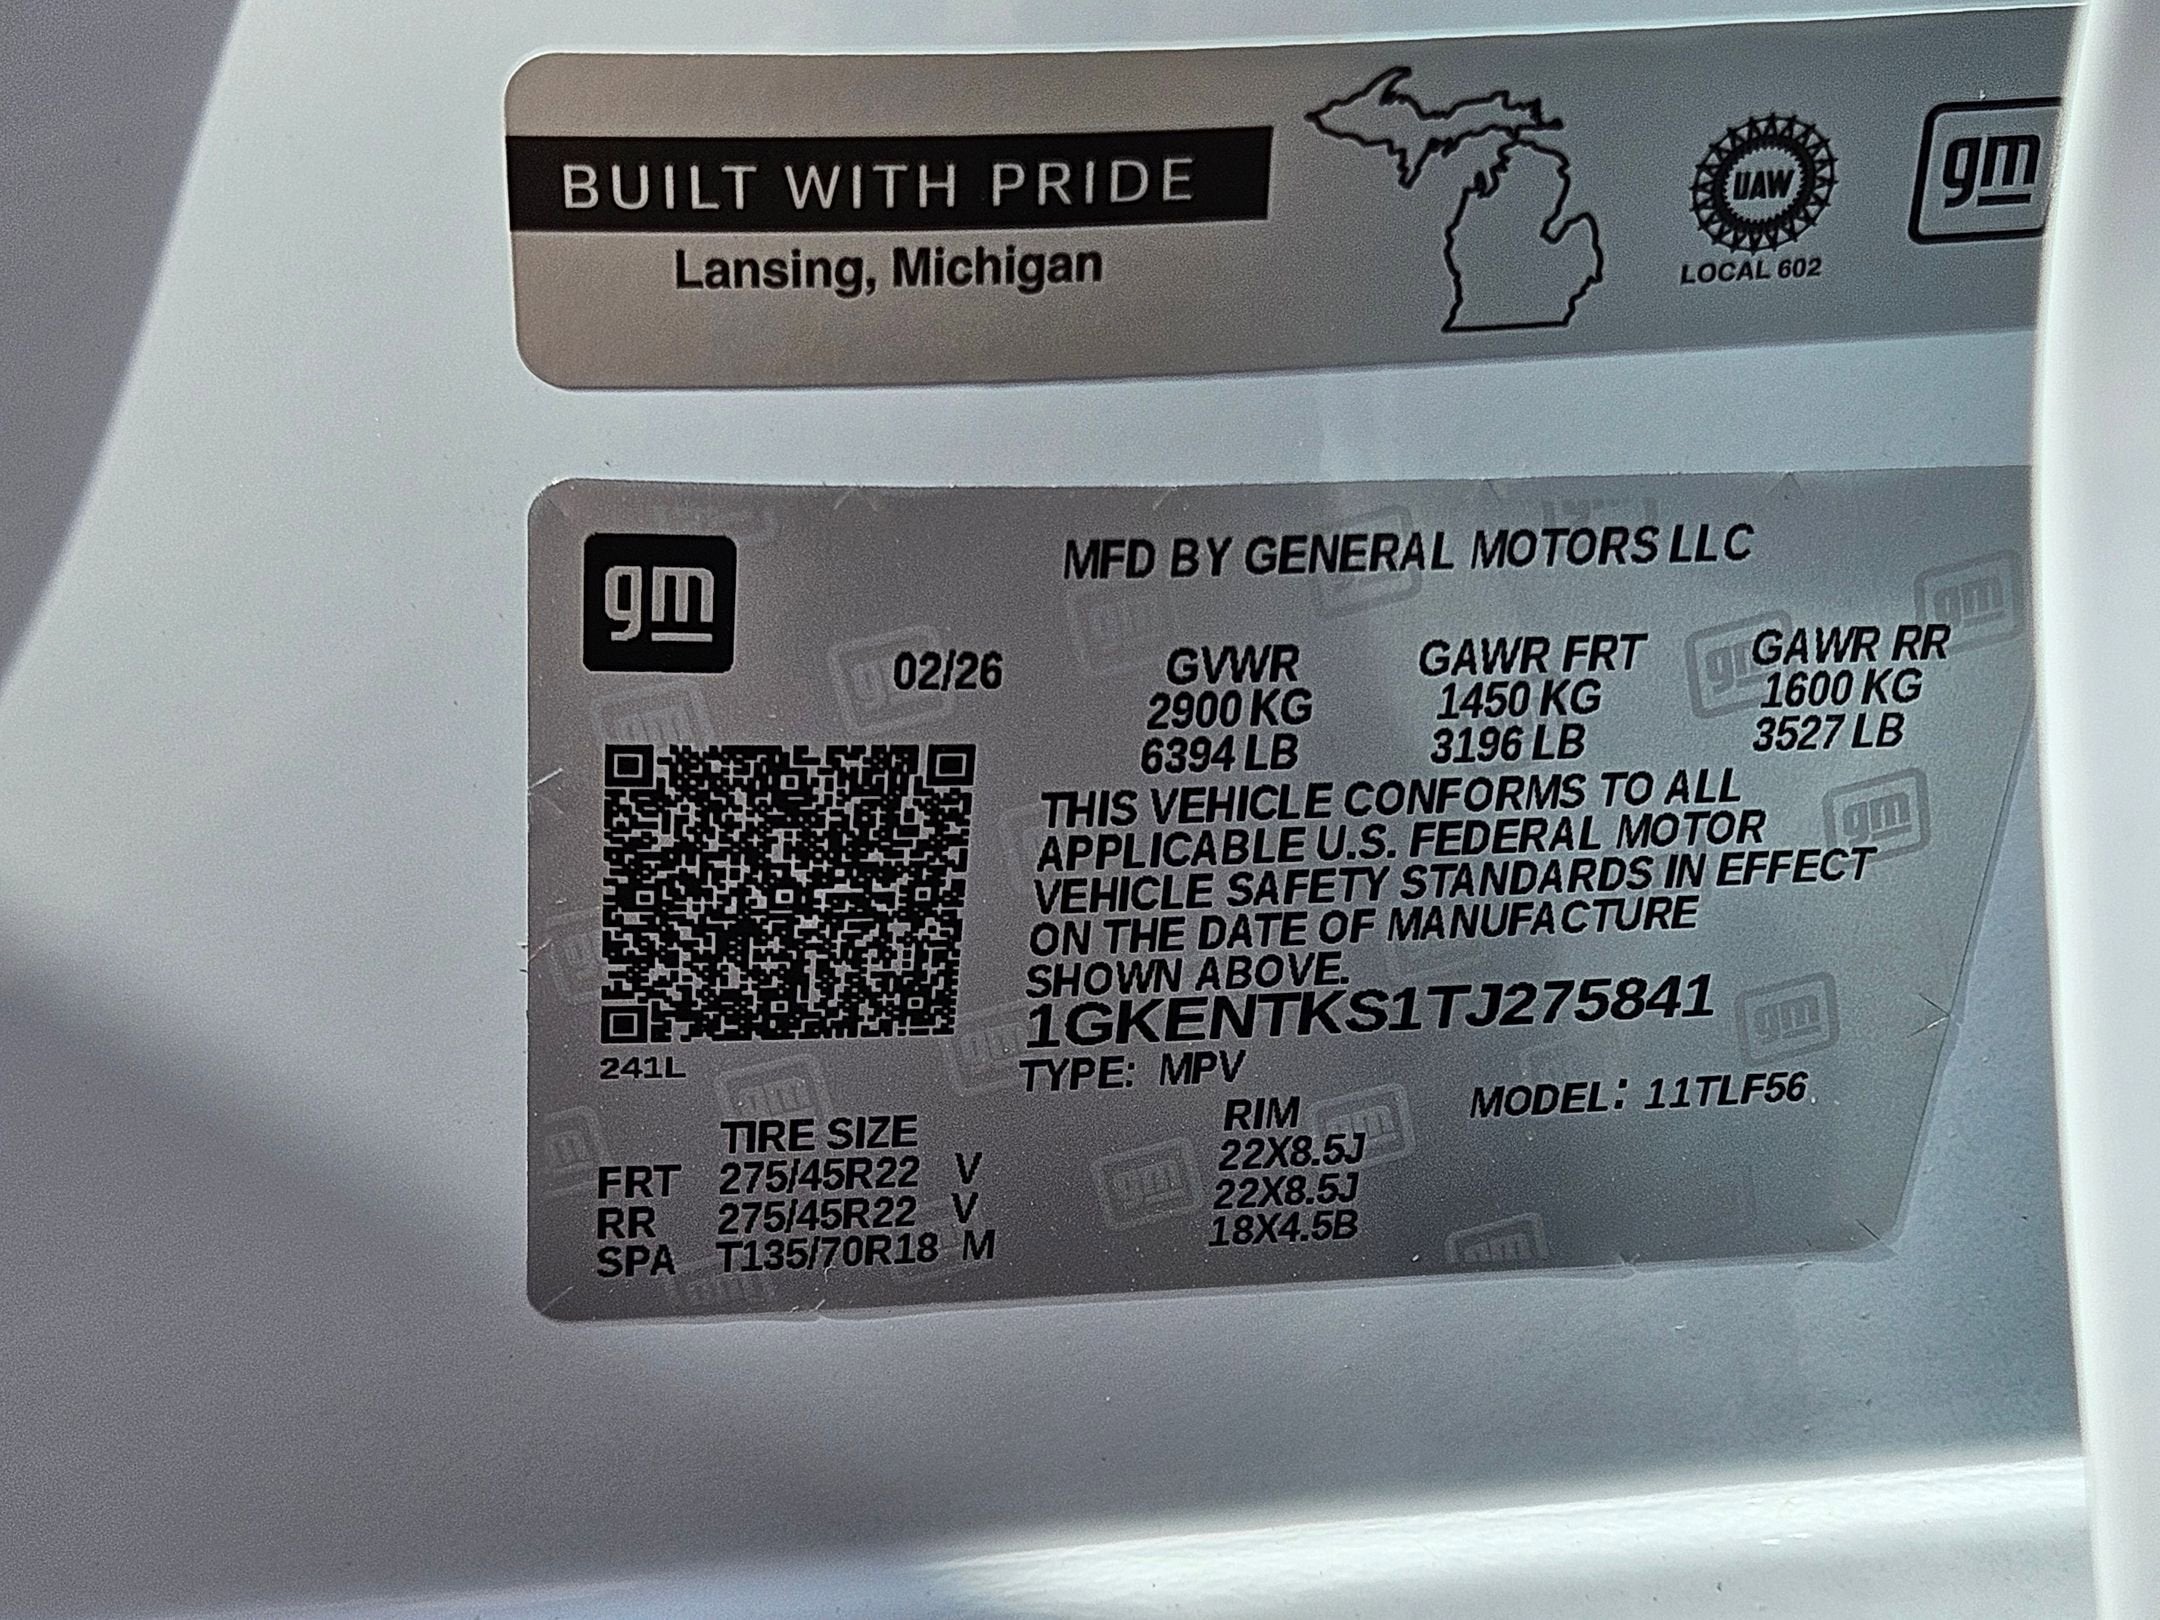 BUILT WITH PRIDE
Lansing, Michigan
UAW
LOCAL 602
gm
gm
MFD BY GENERAL MOTORS LLC
02/26
GVWR GAWR FRT GAWR RR
2900 KG 1450 KG 1600 KG
6394 LB 3196 LB 3527 LB
THIS VEHICLE CONFORMS TO ALL
APPLICABLE U.S. FEDERAL MOTOR
VEHICLE SAFETY STANDARDS IN EFFECT
ON THE DATE OF MANUFACTURE
SHOWN ABOVE.
1GKENTKS1TJ275841
241L
TYPE: MPV MODEL: 11TLF56
TIRE SIZE RIM
FRT 275/45R22 V 22X8.5J
RR 275/45R22 V 22X8.5J
SPA T135/70R18 M 18X4.5B